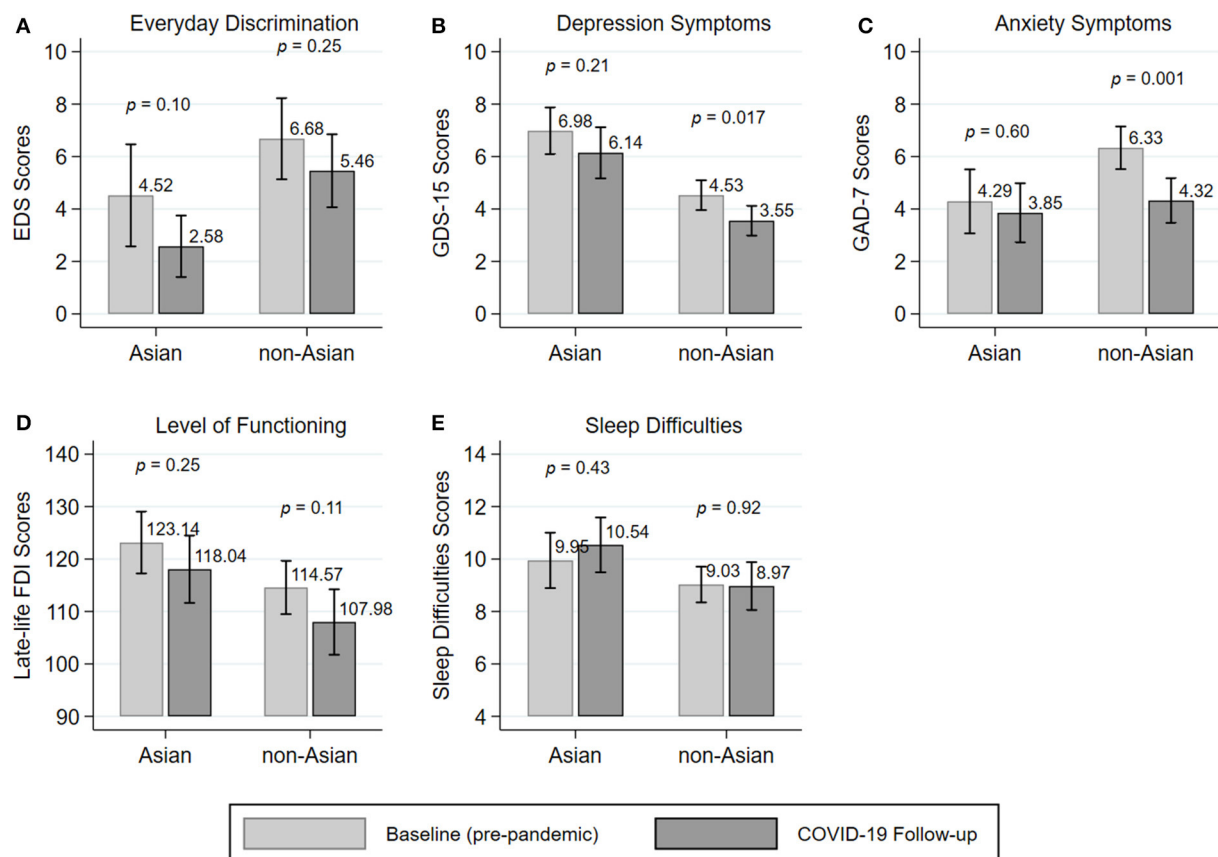 A Everyday Discrimination
EDS Scores
10
8
6
4
2
0
p = 0.10
4.52
2.58
p = 0.25
6.68
5.46
Asian non-Asian
B Depression Symptoms
GDS-15 Scores
10
8
6
4
2
0
p = 0.21
6.98
6.14
p = 0.017
4.53
3.55
Asian non-Asian
C Anxiety Symptoms
GAD-7 Scores
10
8
6
4
2
0
p = 0.60
4.29
3.85
p = 0.001
6.33
4.32
Asian non-Asian
D Level of Functioning
Late-life FDI Scores
140
130
120
110
100
90
p = 0.25
123.14
118.04
p = 0.11
114.57
107.98
Asian non-Asian
E Sleep Difficulties
Sleep Difficulties Scores
14
12
10
8
6
4
p = 0.43
9.95
10.54
p = 0.92
9.03
8.97
Asian non-Asian
Baseline (pre-pandemic) COVID-19 Follow-up